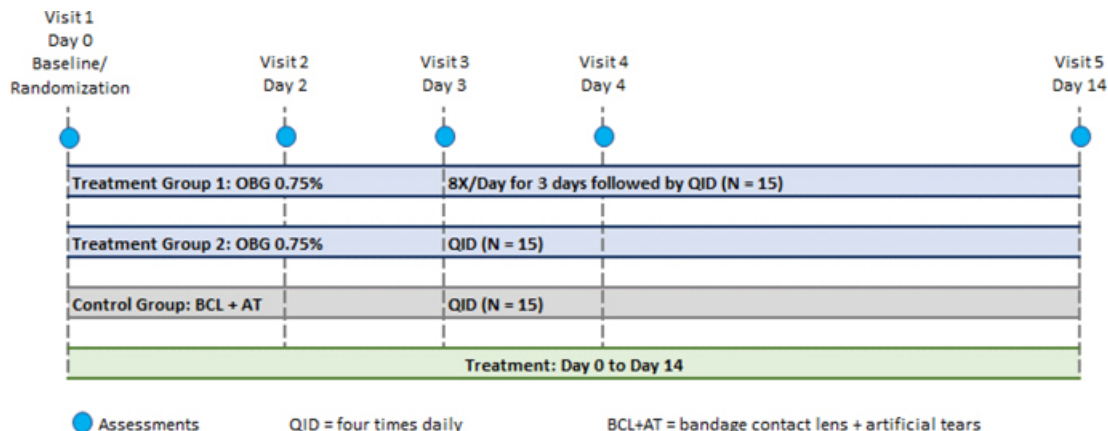 Visit 1
Day 0
Baseline/
Randomization
Visit 2
Day 2
Visit 3
Day 3
Visit 4
Day 4
Visit 5
Day 14
Treatment Group 1: OBG 0.75% 8X/Day for 3 days followed by QID (N = 15)
Treatment Group 2: OBG 0.75% QID (N = 15)
Control Group: BCL + AT QID (N = 15)
Treatment: Day 0 to Day 14
Assessments QID = four times daily BCL+AT = bandage contact lens + artificial tears